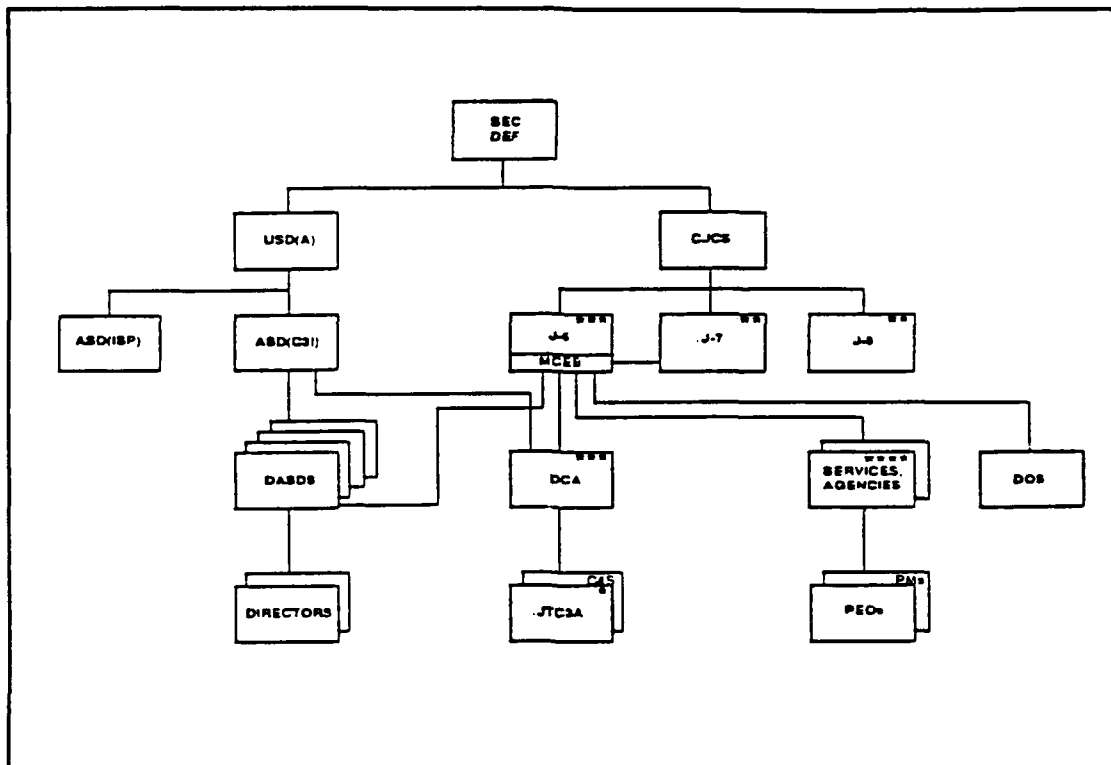 SEC
DEF
USD(A)
CJCS
ASD(ISP)
ASD(C3I)
***
J-6
MCEB
**
J-7
**
J-8
DASDS
***
DCA
****
SERVICES,
AGENCIES
DOS
DIRECTORS
C4S
*
JTC3A
PMs
PEOs